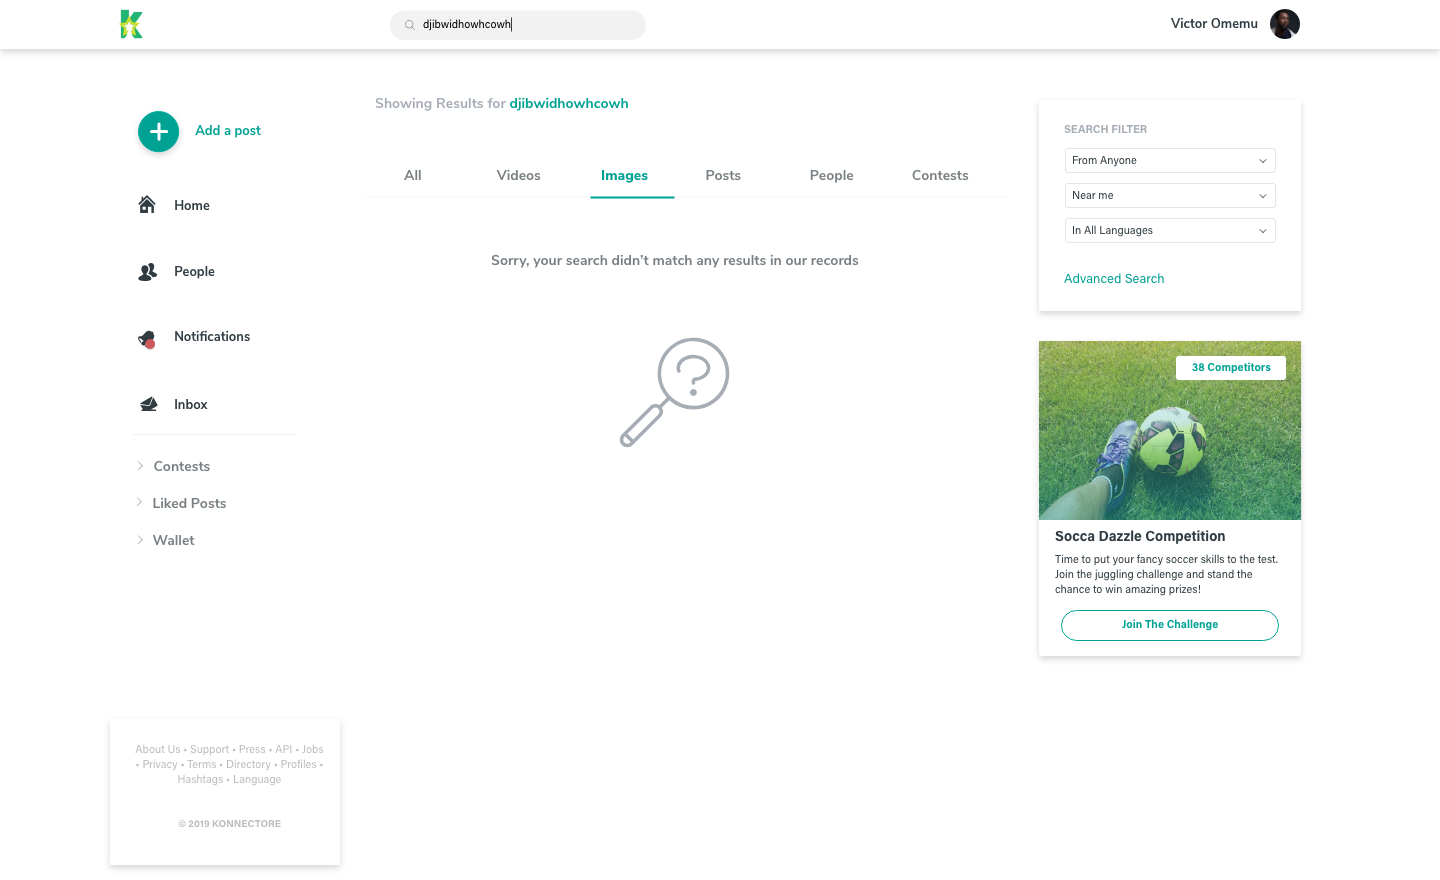 djibwidhowhcowh
Victor Omemu
Showing Results for djibwidhowhcowh
Add a post
Home
People
Notifications
Inbox
Contests
Liked Posts
Wallet
All Videos Images Posts People Contests
Sorry, your search didn’t match any results in our records
SEARCH FILTER
From Anyone
Near me
In All Languages
Advanced Search
38 Competitors
Socca Dazzle Competition
Time to put your fancy soccer skills to the test.
Join the juggling challenge and stand the
chance to win amazing prizes!
Join The Challenge
About Us • Support • Press • API • Jobs
• Privacy • Terms • Directory • Profiles •
Hashtags • Language
© 2019 KONNECTORE